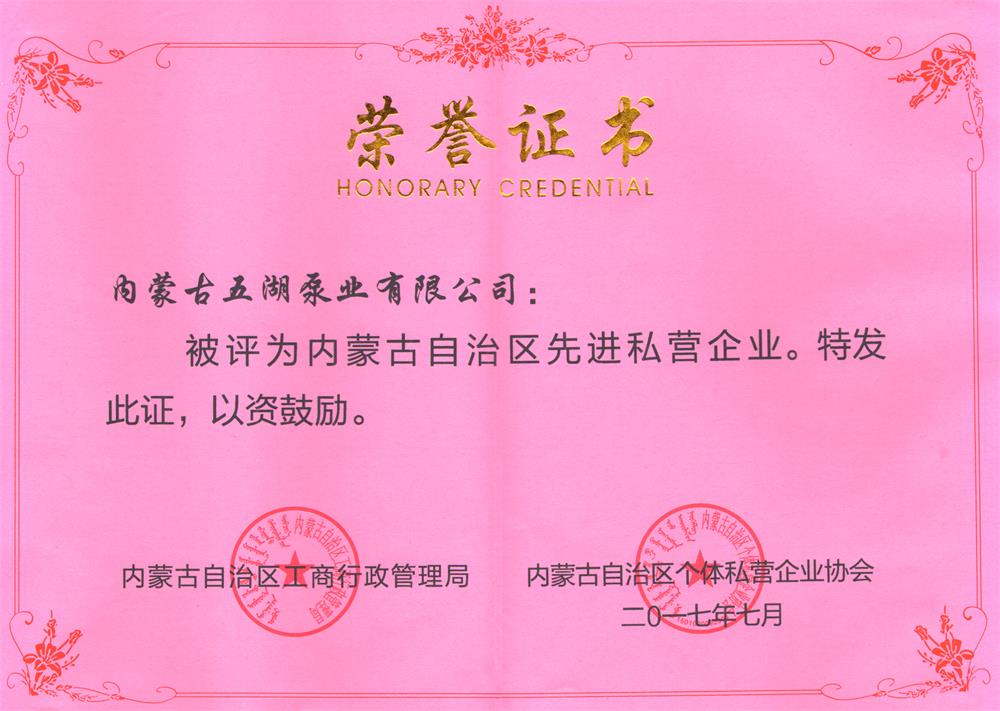 荣誉证书
HONORARY CREDENTIAL
内蒙古五湖泵业有限公司：
被评为内蒙古自治区先进私营企业。特发
此证，以资鼓励。
内蒙古自治区工商行政管理局
内蒙古自治区个体私营企业协会
二〇一七年七月